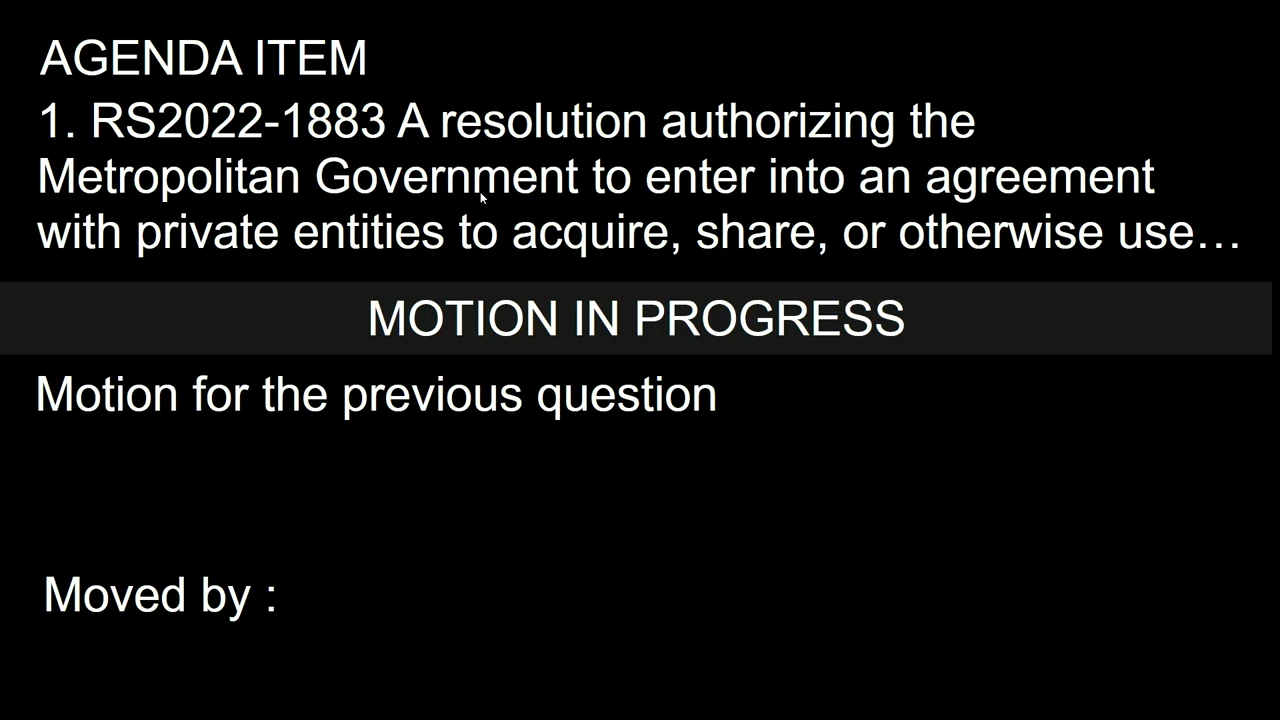 AGENDA ITEM
1. RS2022-1883 A resolution authorizing the
Metropolitan Government to enter into an agreement
with private entities to acquire, share, or otherwise use…
MOTION IN PROGRESS
Motion for the previous question
Moved by :